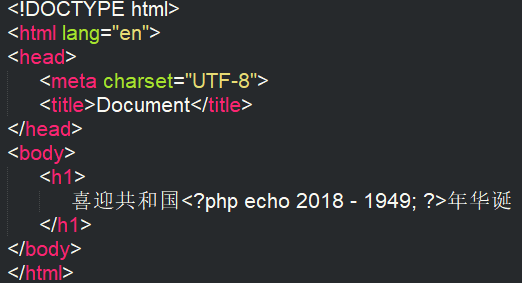 <!DOCTYPE html>
<html lang="en">
<head>
    <meta charset="UTF-8">
    <title>Document</title>
</head>
<body>
    <h1>
        喜迎共和国<?php echo 2018 - 1949; ?>年华诞
    </h1>
</body>
</html>